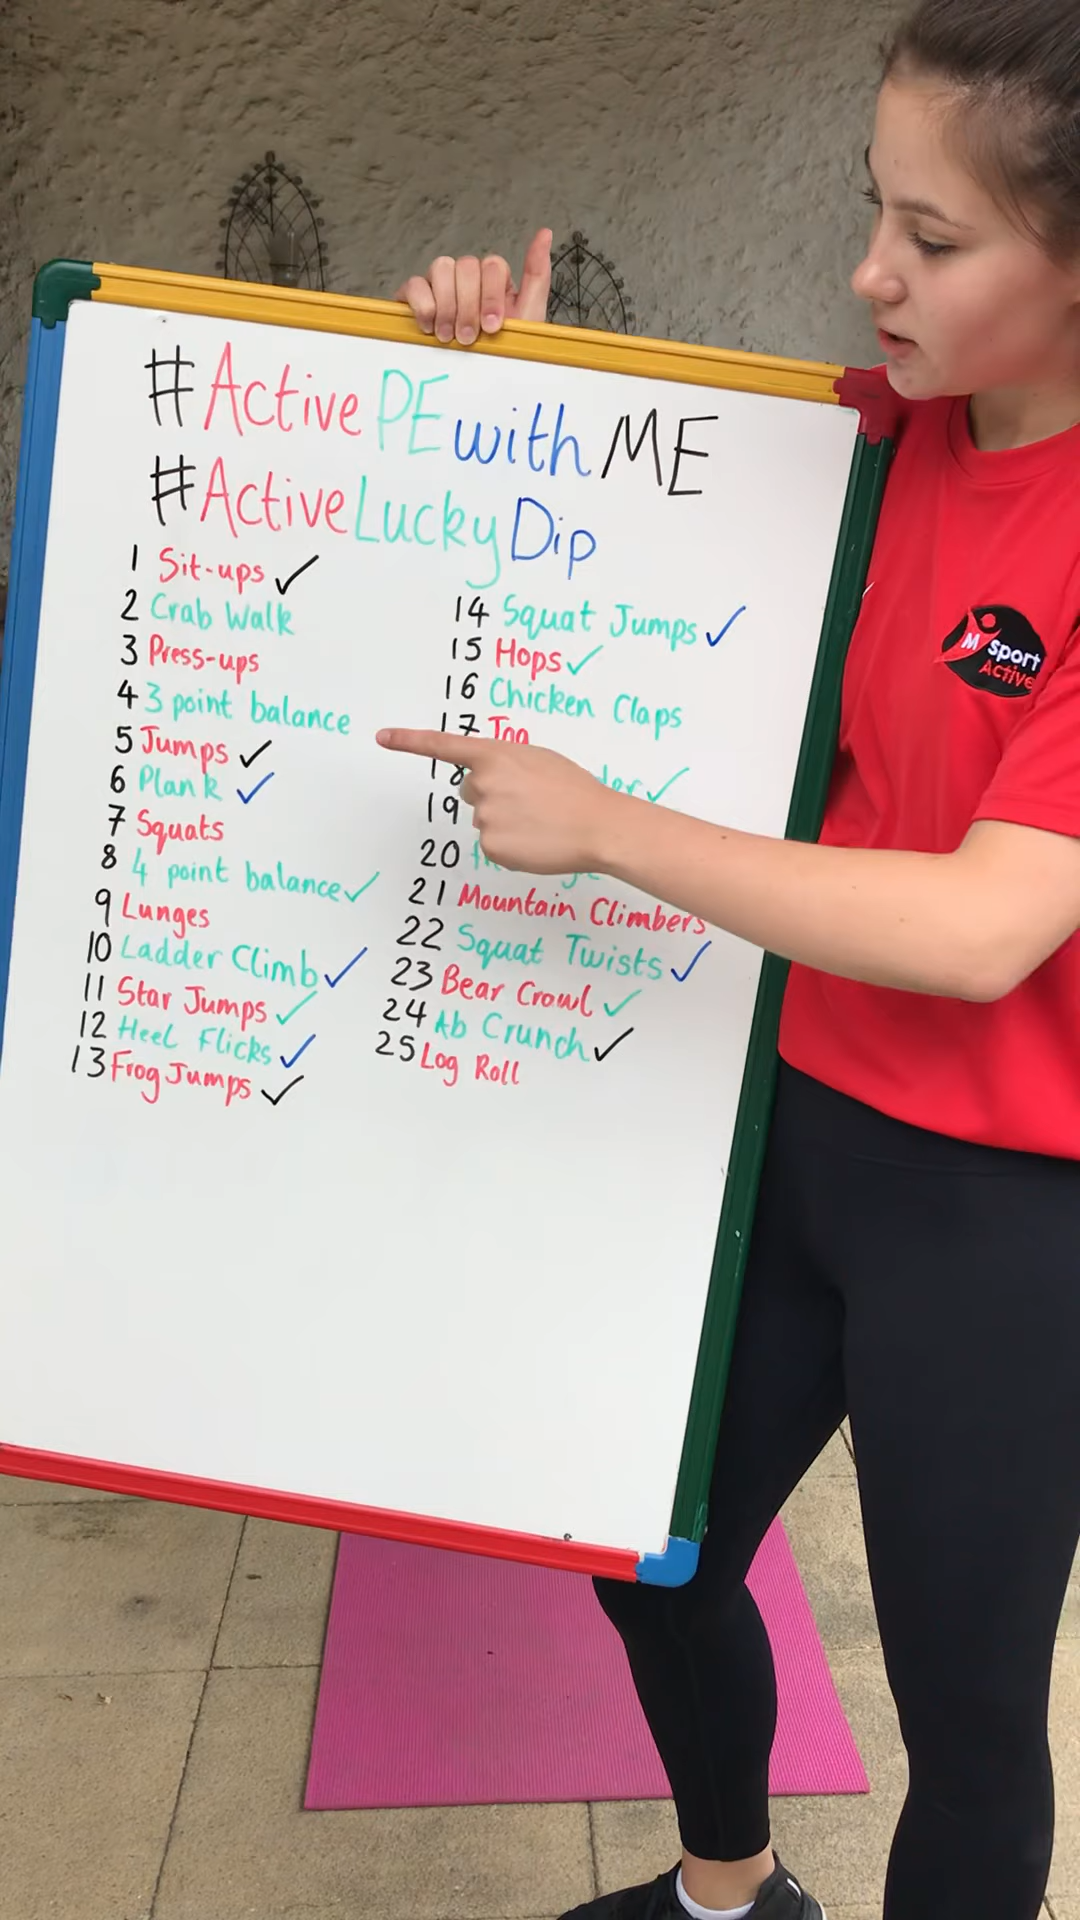 #ActivePEwithME
#ActiveLuckyDip
1 Sit-ups ✓
2 Crab Walk
3 Press-ups
4 3 point balance
5 Jumps ✓
6 Plank ✓
7 Squats
8 4 point balance ✓
9 Lunges
10 Ladder Climb ✓
11 Star Jumps ✓
12 Heel Flicks ✓
13 Frog Jumps ✓
14 Squat Jumps ✓
15 Hops ✓
16 Chicken Claps
17
18 ✓
19
20
21 Mountain Climbers
22 Squat Twists ✓
23 Bear Crawl ✓
24 Ab Crunch ✓
25 Log Roll
M Sport
Active